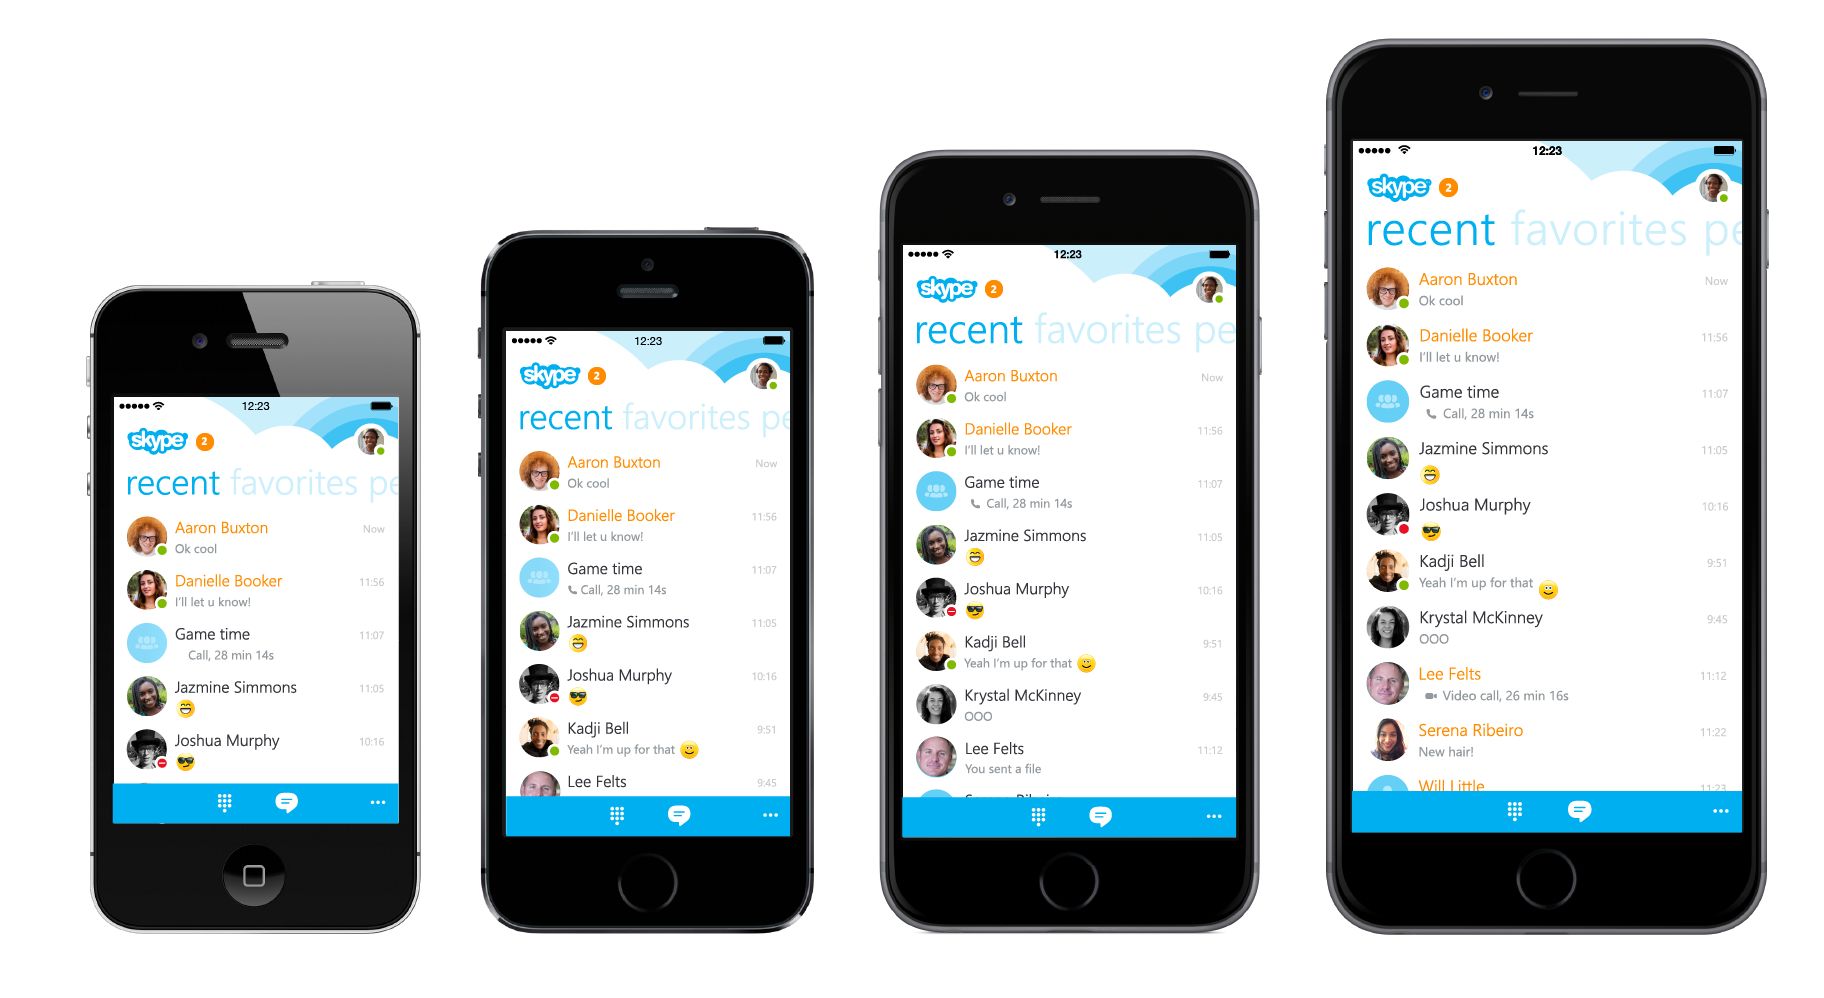 12:23
skype 2
recent favorites pe
Aaron Buxton Now
Ok cool
Danielle Booker 11:56
I'll let u know!
Game time 11:07
Call, 28 min 14s
Jazmine Simmons 11:05
Joshua Murphy 10:16
12:23
skype 2
recent favorites pe
Aaron Buxton Now
Ok cool
Danielle Booker 11:56
I'll let u know!
Game time 11:07
Call, 28 min 14s
Jazmine Simmons 11:05
Joshua Murphy 10:16
Kadji Bell 9:51
Yeah I'm up for that
Lee Felts 9:45
12:23
skype 2
recent favorites pe
Aaron Buxton Now
Ok cool
Danielle Booker 11:56
I'll let u know!
Game time 11:07
Call, 28 min 14s
Jazmine Simmons 11:05
Joshua Murphy 10:16
Kadji Bell 9:51
Yeah I'm up for that
Krystal McKinney 9:45
OOO
Lee Felts 11:12
You sent a file
12:23
skype 2
recent favorites pe
Aaron Buxton Now
Ok cool
Danielle Booker 11:56
I'll let u know!
Game time 11:07
Call, 28 min 14s
Jazmine Simmons 11:05
Joshua Murphy 10:16
Kadji Bell 9:51
Yeah I'm up for that
Krystal McKinney 9:45
OOO
Lee Felts 11:12
Video call, 26 min 16s
Serena Ribeiro 11:22
New hair!
Will Little 11:23